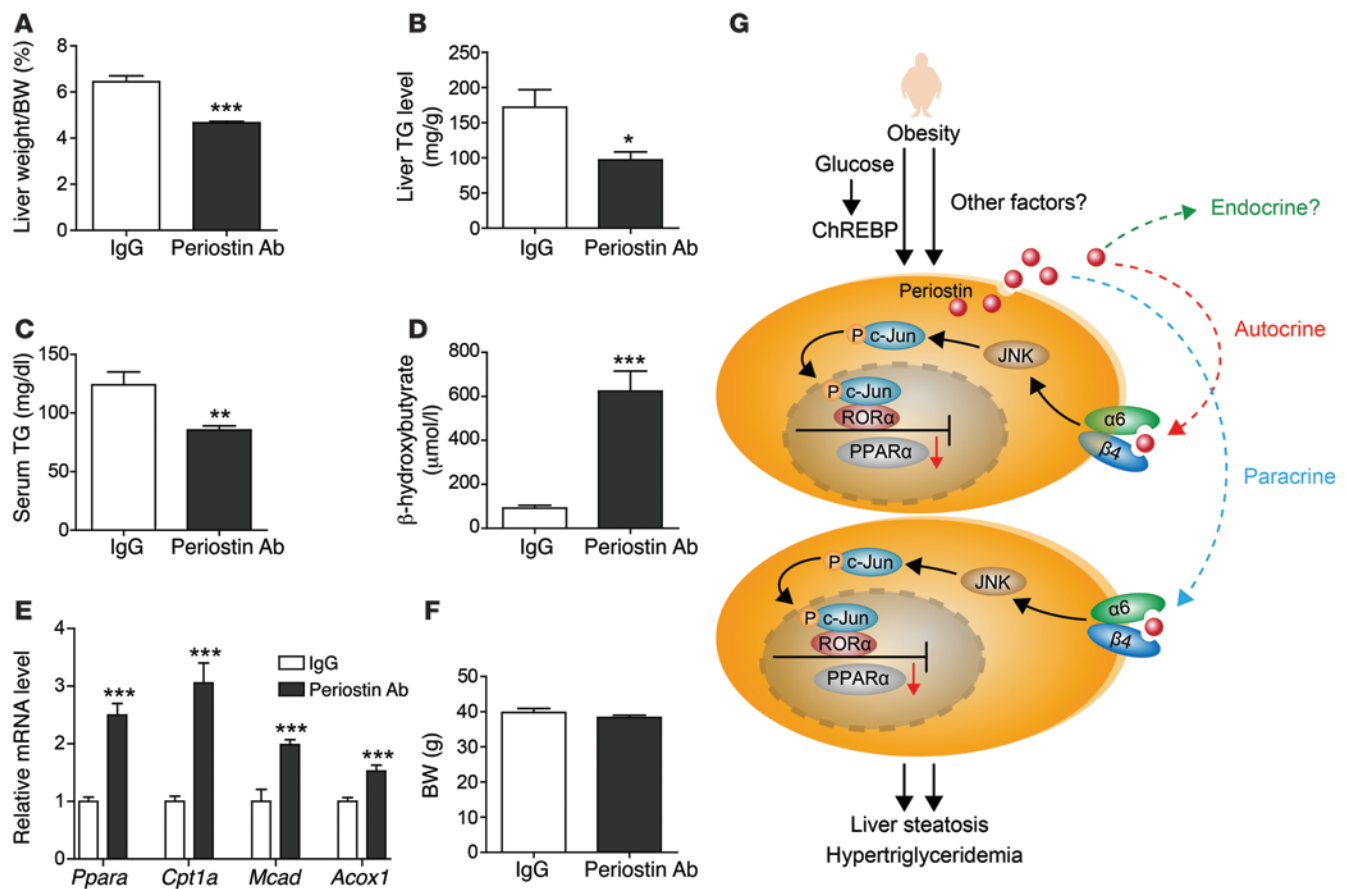 A
Liver weight/BW (%)
8
6
4
2
0
***
IgG
Periostin Ab
B
Liver TG level
(mg/g)
250
200
150
100
50
0
*
IgG
Periostin Ab
C
Serum TG (mg/dl)
150
100
50
0
**
IgG
Periostin Ab
D
β-hydroxybutyrate
(μmol/l)
800
600
400
200
0
***
IgG
Periostin Ab
E
Relative mRNA level
4
3
2
1
0
***
***
***
***
IgG
Periostin Ab
Ppara
Cpt1a
Mcad
Acox1
F
BW (g)
50
40
30
20
10
0
IgG
Periostin Ab
G
Obesity
Glucose
ChREBP
Other factors?
Endocrine?
Periostin
Autocrine
P c-Jun
JNK
P c-Jun
RORα
PPARα
α6
β4
Paracrine
P c-Jun
JNK
P c-Jun
RORα
PPARα
α6
β4
Liver steatosis
Hypertriglyceridemia